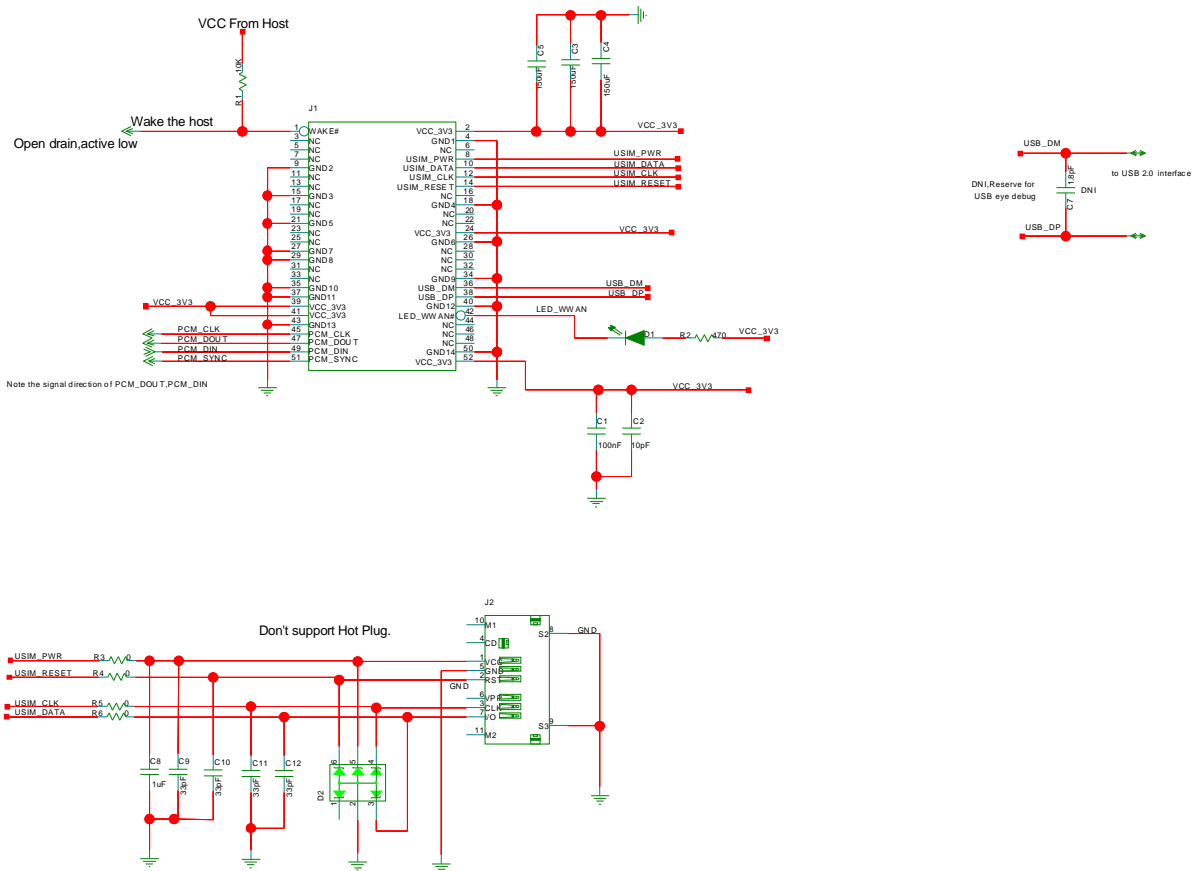 VCC From Host
10K
R1
Wake the host
Open drain,active low
C5
150uF
C3
150uF
C4
150uF
VCC_3V3
J1
1 WAKE#
3 NC
5 NC
7 NC
9 GND2
11 NC
13 NC
15 GND3
17 NC
19 NC
21 GND5
23 NC
25 NC
27 GND7
29 GND8
31 NC
33 NC
35 GND10
37 GND11
39 VCC_3V3
41 VCC_3V3
43 GND13
45 PCM_CLK
47 PCM_DOUT
49 PCM_DIN
51 PCM_SYNC
VCC_3V3 2
GND1 4
NC 6
USIM_PWR 8
USIM_DATA 10
USIM_CLK 12
USIM_RESET 14
NC 16
GND4 18
NC 20
NC 22
VCC_3V3 24
GND6 26
NC 28
NC 30
NC 32
GND9 34
USB_DM 36
USB_DP 38
GND12 40
LED_WWAN# 42
NC 44
NC 46
NC 48
GND14 50
VCC_3V3 52
USIM_PWR
USIM_DATA
USIM_CLK
USIM_RESET
VCC_3V3
USB_DM
USB_DP
LED_WWAN
D1
R2 470
VCC_3V3
VCC_3V3
PCM_CLK
PCM_DOUT
PCM_DIN
PCM_SYNC
Note the signal direction of PCM_DOUT,PCM_DIN
VCC_3V3
C1
100nF
C2
10pF
USB_DM
to USB 2.0 interface
DNI,Reserve for
USB eye debug
1.8pF
DNI
C7
USB_DP
Don't support Hot Plug.
USIM_PWR R3 0
USIM_RESET R4 0
USIM_CLK R5 0
USIM_DATA R6 0
J2
10 M1
4 CD
1 VCC
5 GND
2 RST
6 VPP
3 CLK
7 I/O
11 M2
GND
S2 8
GND
S3 9
C8
1uF
C9
33pF
C10
33pF
C11
33pF
C12
33pF
D2
6 5 4
1 2 3